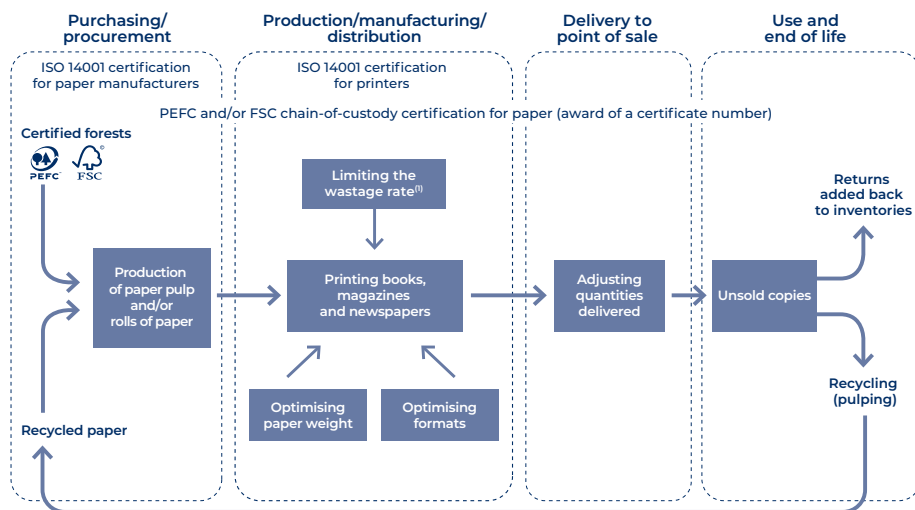 Purchasing/
procurement
Production/manufacturing/
distribution
Delivery to
point of sale
Use and
end of life
ISO 14001 certification
for paper manufacturers
ISO 14001 certification
for printers
PEFC and/or FSC chain-of-custody certification for paper (award of a certificate number)
Certified forests
PEFC
FSC
©
Limiting the
wastage rate(1)
Returns
added back
to inventories
Production
of paper pulp
and/or
rolls of paper
Printing books,
magazines
and newspapers
Adjusting
quantities
delivered
Unsold copies
Recycling
(pulping)
Optimising
paper weight
Optimising
formats
Recycled paper